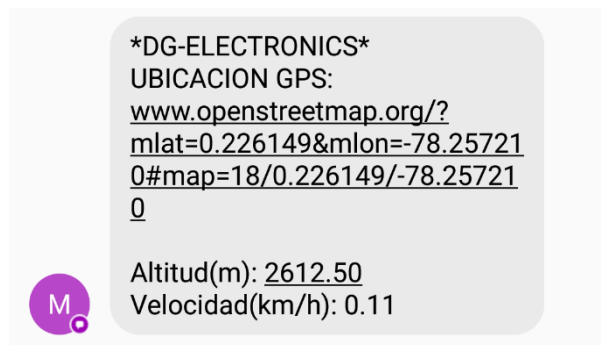 *DG-ELECTRONICS*
UBICACION GPS:
www.openstreetmap.org/?
mlat=0.226149&mlon=-78.25721
0#map=18/0.226149/-78.25721
0
Altitud(m): 2612.50
M
Velocidad(km/h): 0.11